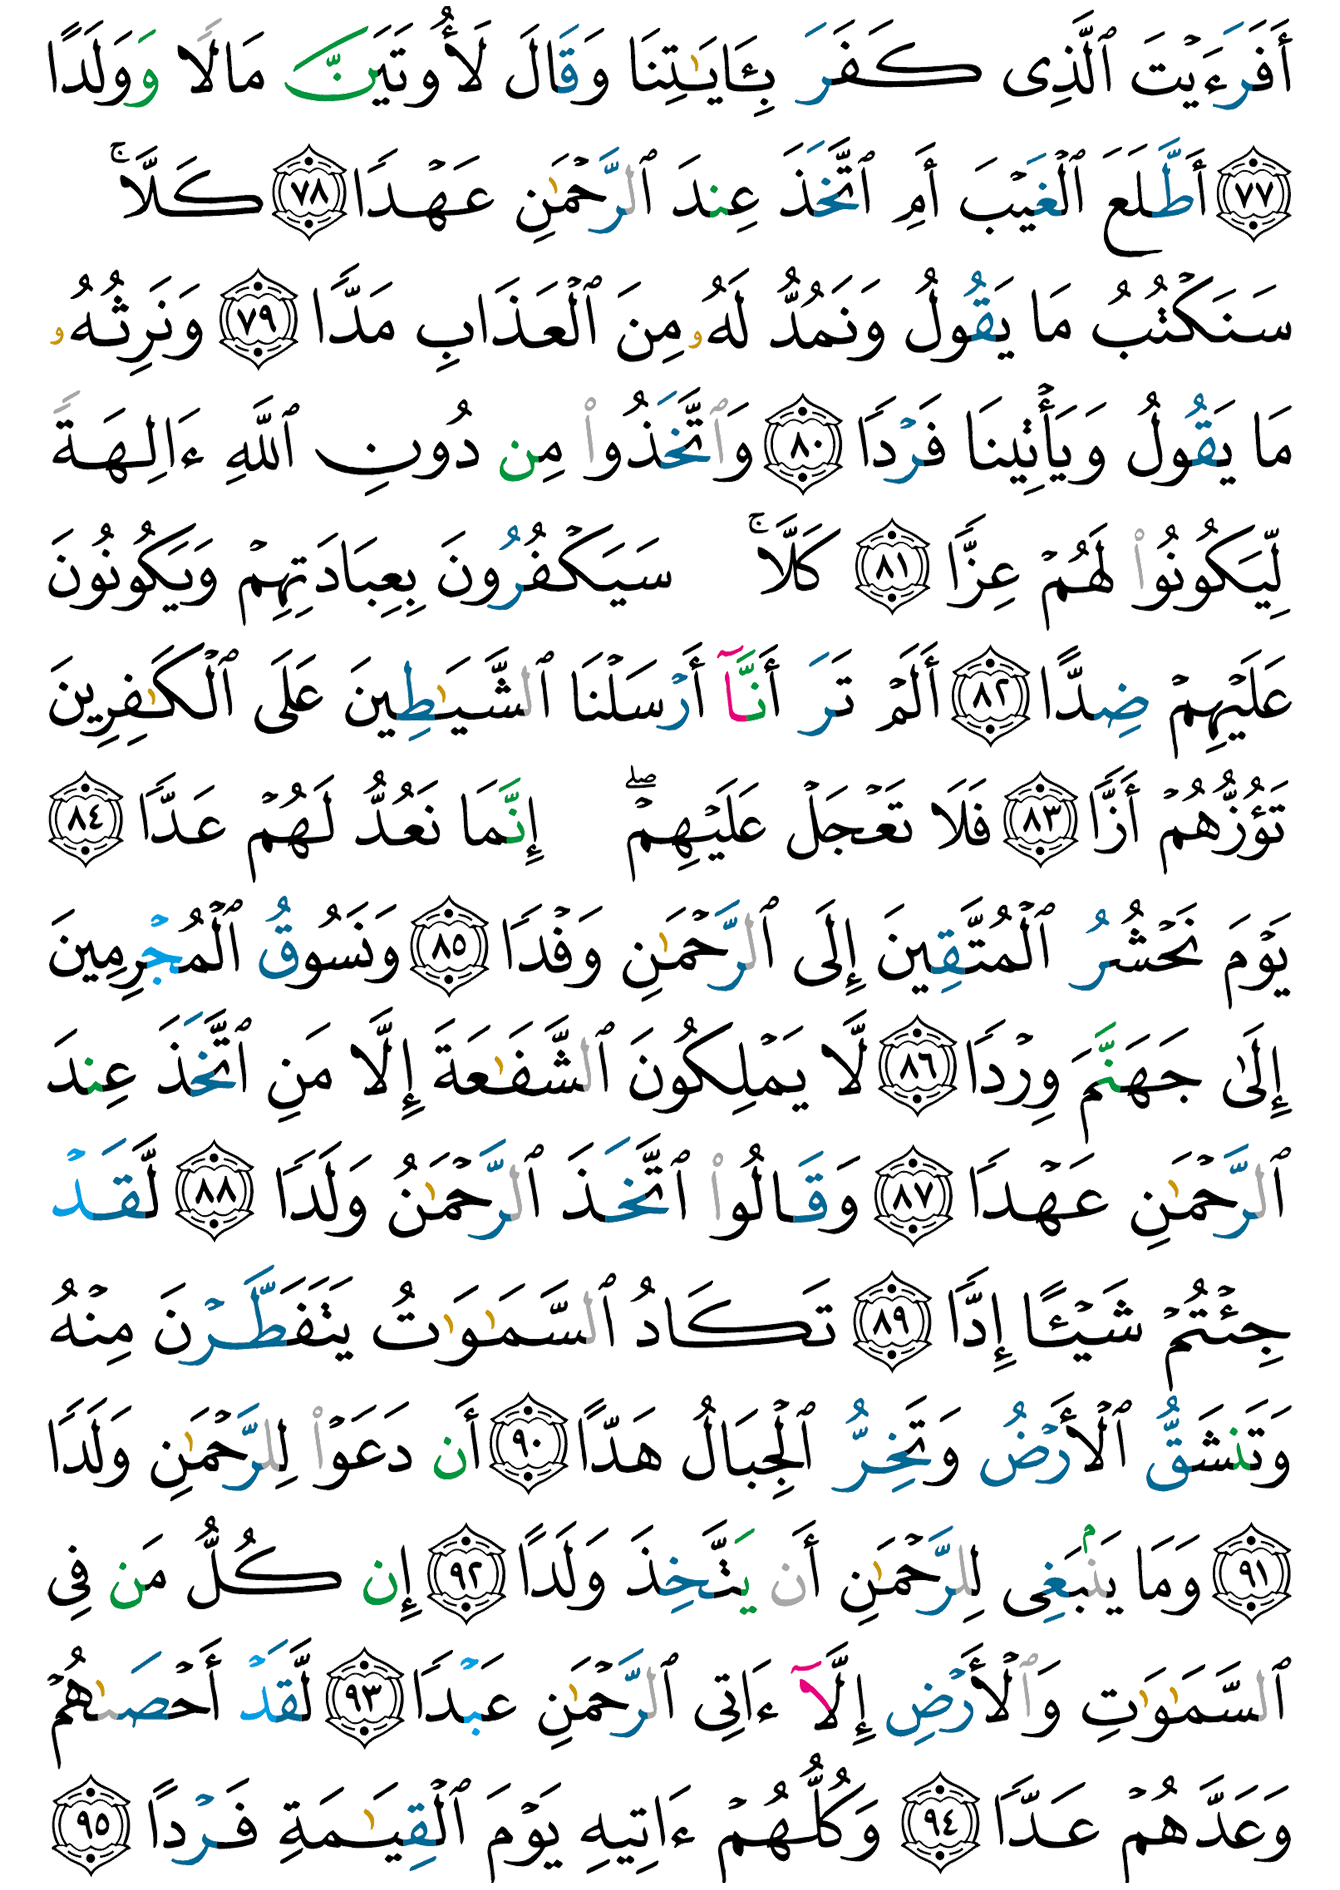 أَفَرَءَيۡتَ ٱلَّذِى كَفَرَ بِـَٔايَـٰتِنَا وَقَالَ لَأُوتَيَنَّ مَالًا وَوَلَدًا
٧٧ أَطَّلَعَ ٱلۡغَيۡبَ أَمِ ٱتَّخَذَ عِندَ ٱلرَّحۡمَـٰنِ عَهۡدًا ٧٨ كَلَّاۚ
سَنَكۡتُبُ مَا يَقُولُ وَنَمُدُّ لَهُۥ مِنَ ٱلۡعَذَابِ مَدًّا ٧٩ وَنَرِثُهُۥ
مَا يَقُولُ وَيَأۡتِينَا فَرۡدًا ٨٠ وَٱتَّخَذُوا۟ مِن دُونِ ٱللَّهِ ءَالِهَةً
لِّيَكُونُوا۟ لَهُمۡ عِزًّا ٨١ كَلَّاۚ سَيَكۡفُرُونَ بِعِبَادَتِهِمۡ وَيَكُونُونَ
عَلَيۡهِمۡ ضِدًّا ٨٢ أَلَمۡ تَرَ أَنَّآ أَرۡسَلۡنَا ٱلشَّيَـٰطِينَ عَلَى ٱلۡكَـٰفِرِينَ
تَؤُزُّهُمۡ أَزًّا ٨٣ فَلَا تَعۡجَلۡ عَلَيۡهِمۡۖ إِنَّمَا نَعُدُّ لَهُمۡ عَدًّا ٨٤
يَوۡمَ نَحۡشُرُ ٱلۡمُتَّقِينَ إِلَى ٱلرَّحۡمَـٰنِ وَفۡدًا ٨٥ وَنَسُوقُ ٱلۡمُجۡرِمِينَ
إِلَىٰ جَهَنَّمَ وِرۡدًا ٨٦ لَّا يَمۡلِكُونَ ٱلشَّفَـٰعَةَ إِلَّا مَنِ ٱتَّخَذَ عِندَ
ٱلرَّحۡمَـٰنِ عَهۡدًا ٨٧ وَقَالُوا۟ ٱتَّخَذَ ٱلرَّحۡمَـٰنُ وَلَدًا ٨٨ لَّقَدۡ
جِئۡتُمۡ شَيۡـًٔا إِدًّا ٨٩ تَكَادُ ٱلسَّمَـٰوَٰتُ يَتَفَطَّرۡنَ مِنۡهُ
وَتَنشَقُّ ٱلۡأَرۡضُ وَتَخِرُّ ٱلۡجِبَالُ هَدًّا ٩٠ أَن دَعَوۡا۟ لِلرَّحۡمَـٰنِ وَلَدًا
٩١ وَمَا يَنۢبَغِى لِلرَّحۡمَـٰنِ أَن يَتَّخِذَ وَلَدًا ٩٢ إِن كُلُّ مَن فِى
ٱلسَّمَـٰوَٰتِ وَٱلۡأَرۡضِ إِلَّآ ءَاتِى ٱلرَّحۡمَـٰنِ عَبۡدًا ٩٣ لَّقَدۡ أَحۡصَىٰهُمۡ
وَعَدَّهُمۡ عَدًّا ٩٤ وَكُلُّهُمۡ ءَاتِيهِ يَوۡمَ ٱلۡقِيَـٰمَةِ فَرۡدًا ٩٥